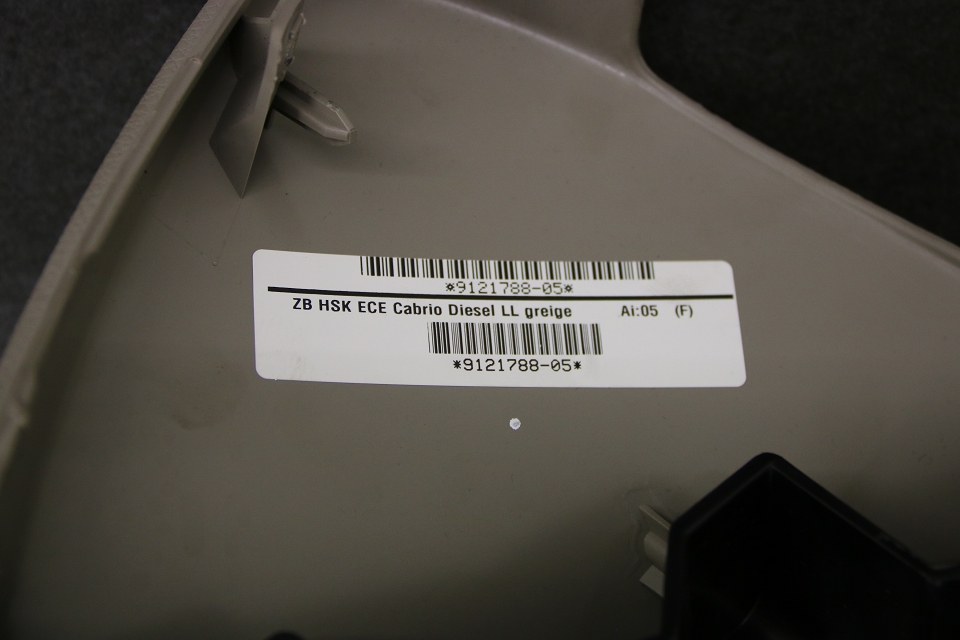 *9121788-05*
ZB HSK ECE Cabrio Diesel LL greige Ai:05 (F)
*9121788-05*